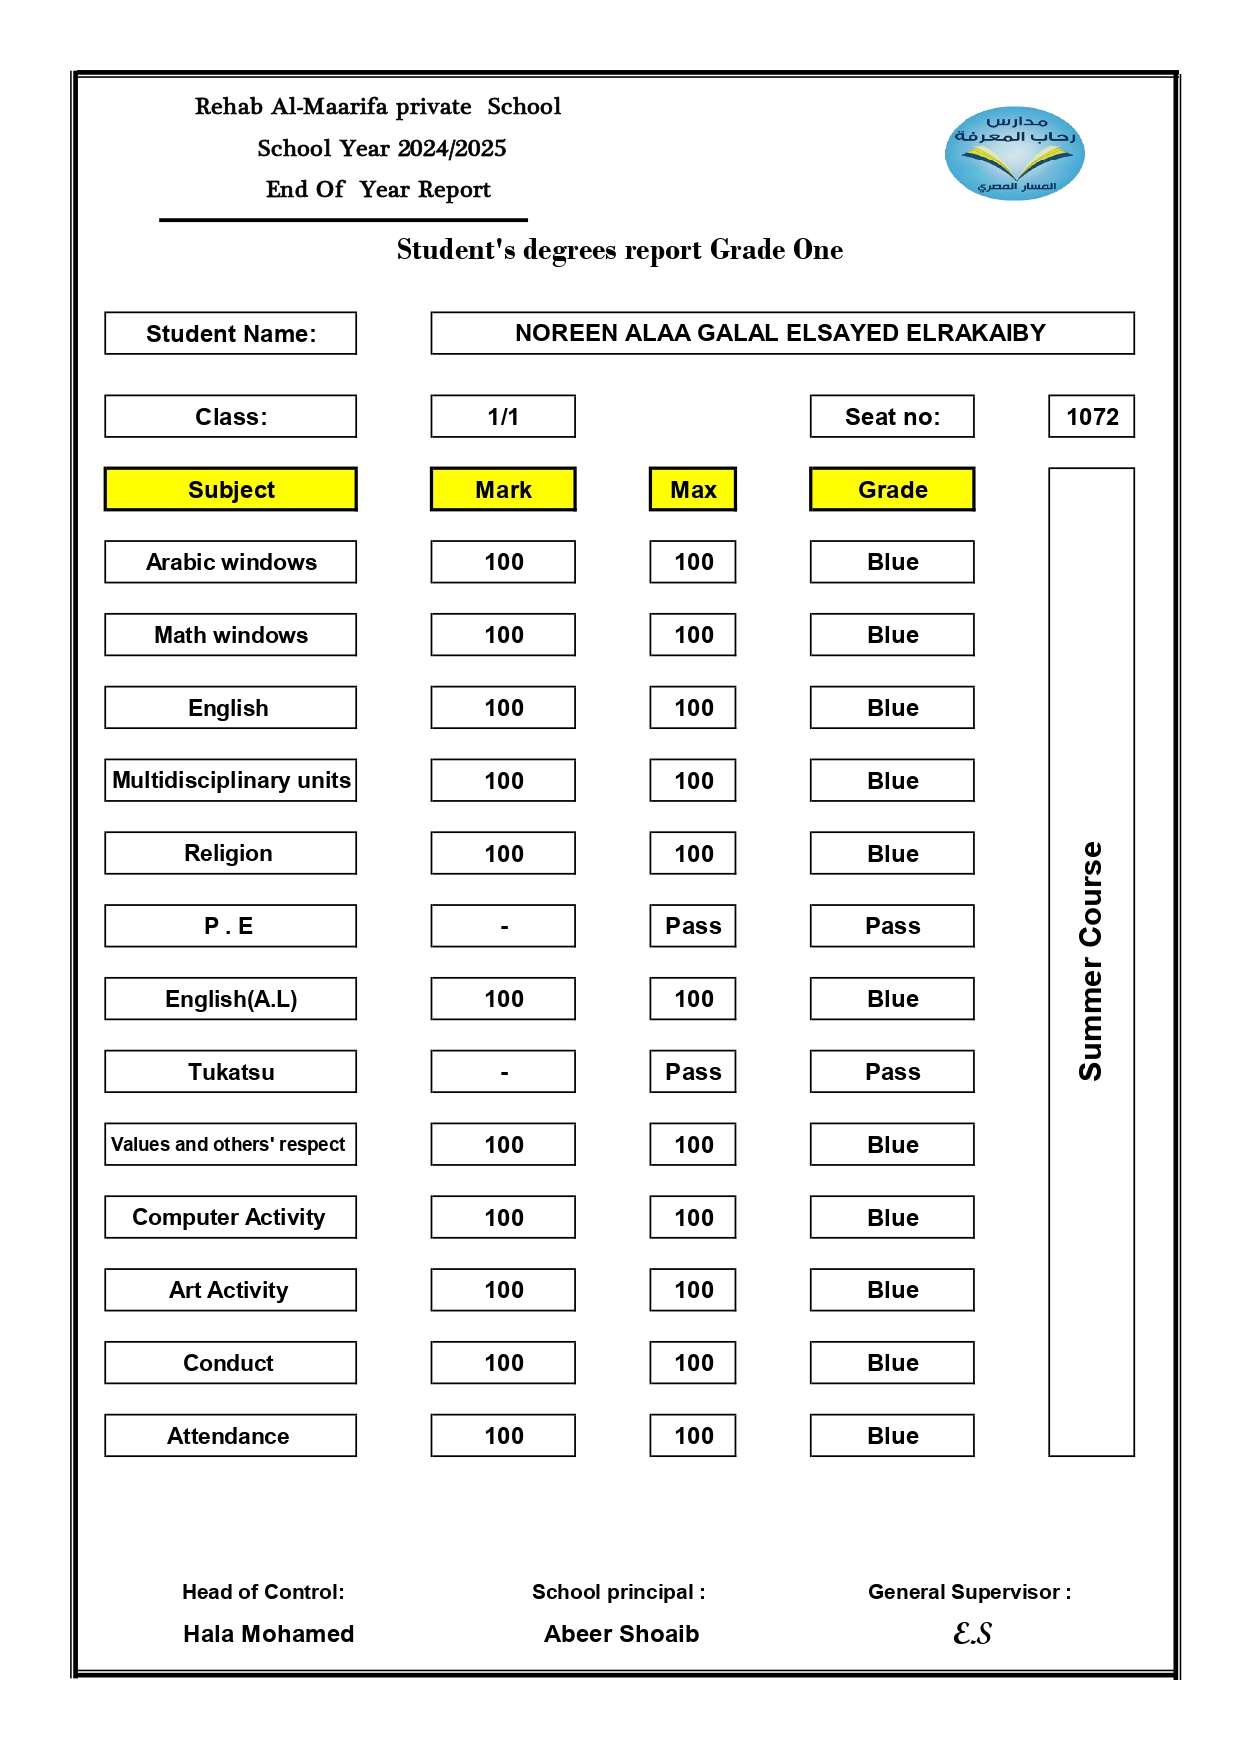 Rehab Al-Maarifa private School
School Year 2024/2025
End Of Year Report
مدارس
رحاب المعرفة
المسار المصري
Student's degrees report Grade One
Student Name: NOREEN ALAA GALAL ELSAYED ELRAKAIBY
Class: 1/1 Seat no: 1072
Subject Mark Max Grade
Arabic windows 100 100 Blue
Math windows 100 100 Blue
English 100 100 Blue
Multidisciplinary units 100 100 Blue
Religion 100 100 Blue
P . E - Pass Pass
English(A.L) 100 100 Blue
Tukatsu - Pass Pass
Values and others' respect 100 100 Blue
Computer Activity 100 100 Blue
Art Activity 100 100 Blue
Conduct 100 100 Blue
Attendance 100 100 Blue
Summer Course
Head of Control: School principal : General Supervisor :
Hala Mohamed Abeer Shoaib E.S